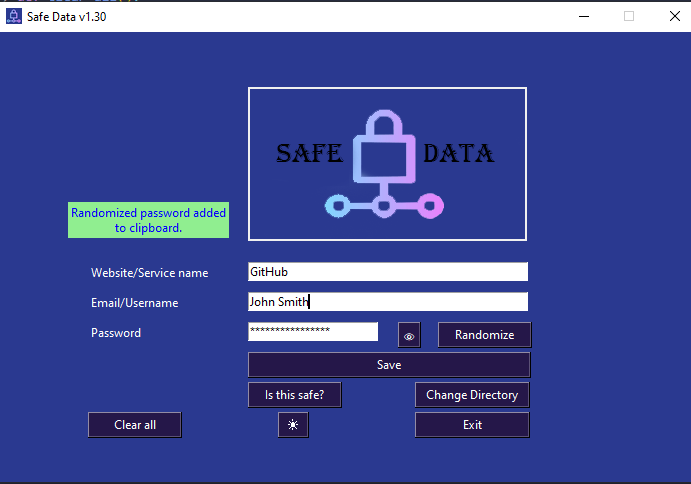 Safe Data v1.30
SAFE DATA
Randomized password added
to clipboard.
Website/Service name
GitHub
Email/Username
John Smith
Password
****************
Randomize
Save
Is this safe?
Change Directory
Clear all
Exit